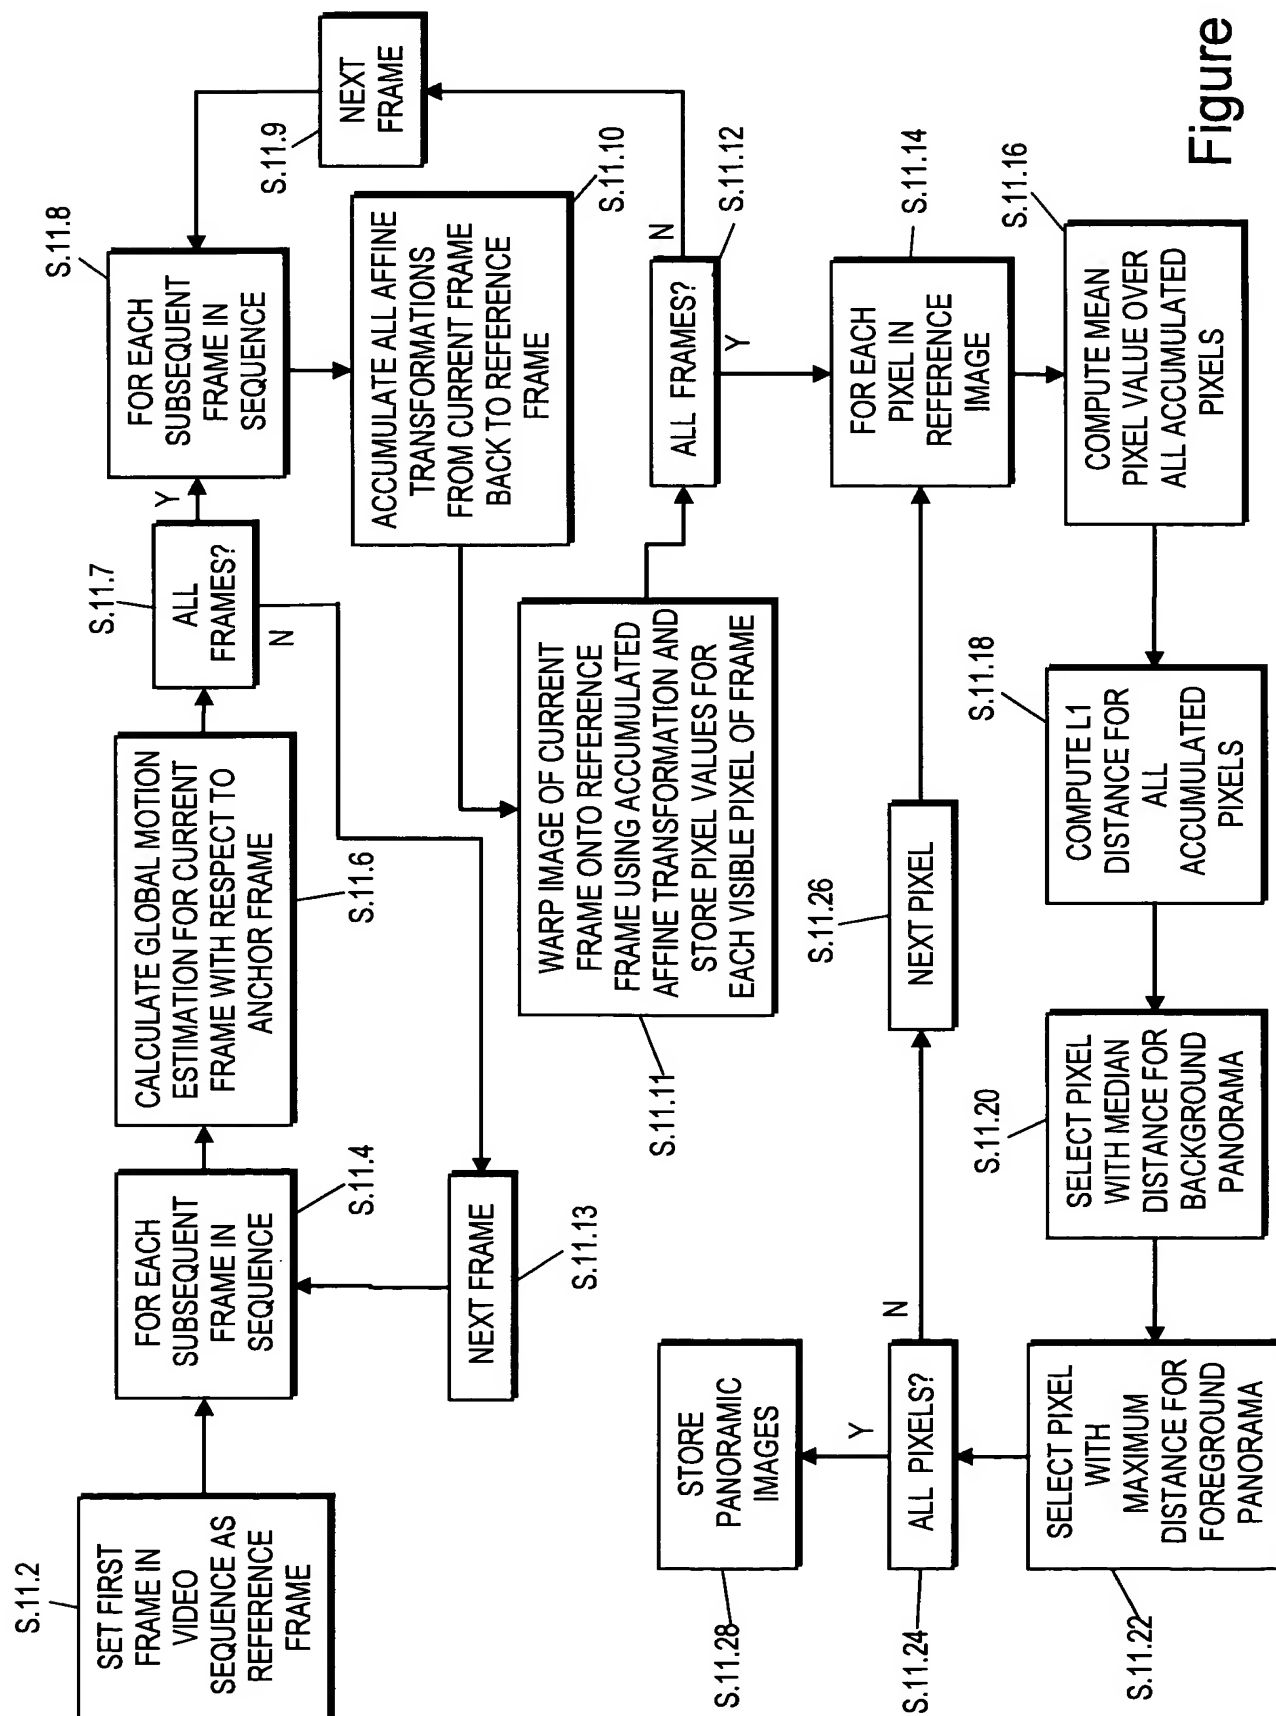 S.11.2
SET FIRST
FRAME IN
VIDEO
SEQUENCE AS
REFERENCE
FRAME
FOR EACH
SUBSEQUENT
FRAME IN
SEQUENCE
S.11.4
CALCULATE GLOBAL MOTION
ESTIMATION FOR CURRENT
FRAME WITH RESPECT TO
ANCHOR FRAME
S.11.6
S.11.7
ALL
FRAMES?
Y
N
NEXT FRAME
S.11.13
S.11.8
FOR EACH
SUBSEQUENT
FRAME IN
SEQUENCE
S.11.9
NEXT
FRAME
ACCUMULATE ALL AFFINE
TRANSFORMATIONS
FROM CURRENT FRAME
BACK TO REFERENCE
FRAME
S.11.10
WARP IMAGE OF CURRENT
FRAME ONTO REFERENCE
FRAME USING ACCUMULATED
AFFINE TRANSFORMATION AND
STORE PIXEL VALUES FOR
EACH VISIBLE PIXEL OF FRAME
S.11.11
ALL FRAMES?
N
Y
S.11.12
FOR EACH
PIXEL IN
REFERENCE
IMAGE
S.11.14
COMPUTE MEAN
PIXEL VALUE OVER
ALL ACCUMULATED
PIXELS
S.11.16
S.11.18
COMPUTE L1
DISTANCE FOR
ALL
ACCUMULATED
PIXELS
S.11.20
SELECT PIXEL
WITH MEDIAN
DISTANCE FOR
BACKGROUND
PANORAMA
SELECT PIXEL
WITH
MAXIMUM
DISTANCE FOR
FOREGROUND
PANORAMA
S.11.22
ALL PIXELS?
S.11.24
N
Y
S.11.26
NEXT PIXEL
STORE
PANORAMIC
IMAGES
S.11.28
Figure